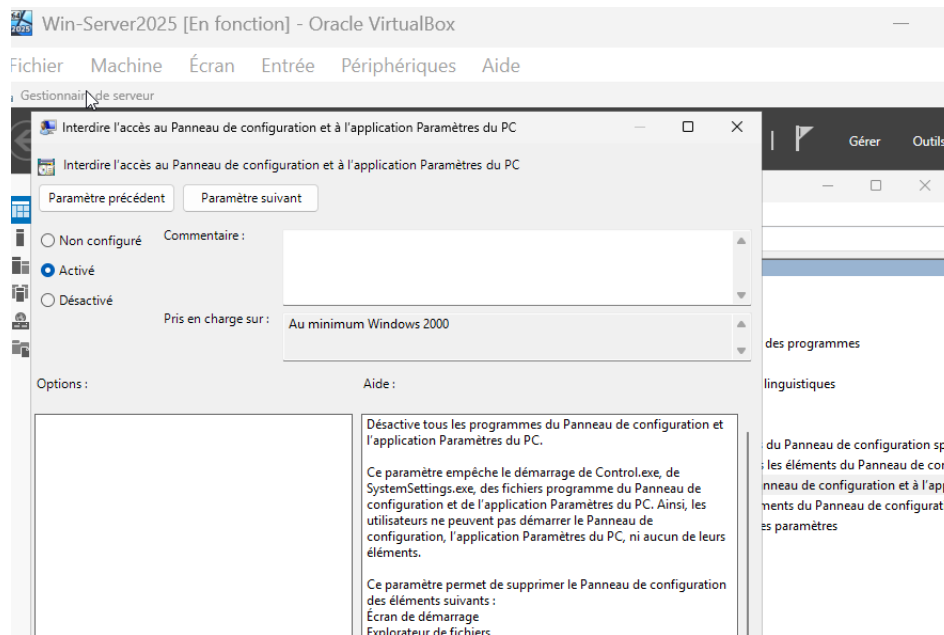 Win-Server2025 [En fonction] - Oracle VirtualBox
Fichier Machine Écran Entrée Périphériques Aide
Gestionnaire de serveur
Interdire l'accès au Panneau de configuration et à l'application Paramètres du PC
Gérer Outils
Interdire l'accès au Panneau de configuration et à l'application Paramètres du PC
Paramètre précédent Paramètre suivant
Non configuré
Commentaire :
Activé
Désactivé
Pris en charge sur :
Au minimum Windows 2000
des programmes
linguistiques
Options :
Aide :
Désactive tous les programmes du Panneau de configuration et
l'application Paramètres du PC.
Ce paramètre empêche le démarrage de Control.exe, de
SystemSettings.exe, des fichiers programme du Panneau de
configuration et de l'application Paramètres du PC. Ainsi, les
utilisateurs ne peuvent pas démarrer le Panneau de
configuration, l'application Paramètres du PC, ni aucun de leurs
éléments.
Ce paramètre permet de supprimer le Panneau de configuration
des éléments suivants :
Écran de démarrage
Explorateur de fichiers
du Panneau de configuration sp
les éléments du Panneau de co
nneau de configuration et à l'ap
ments du Panneau de configurat
es paramètres